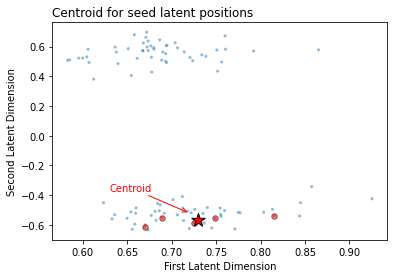 Centroid for seed latent positions
Second Latent Dimension
0.6
0.4
0.2
0.0
−0.2
−0.4
−0.6
Centroid
0.60 0.65 0.70 0.75 0.80 0.85 0.90
First Latent Dimension